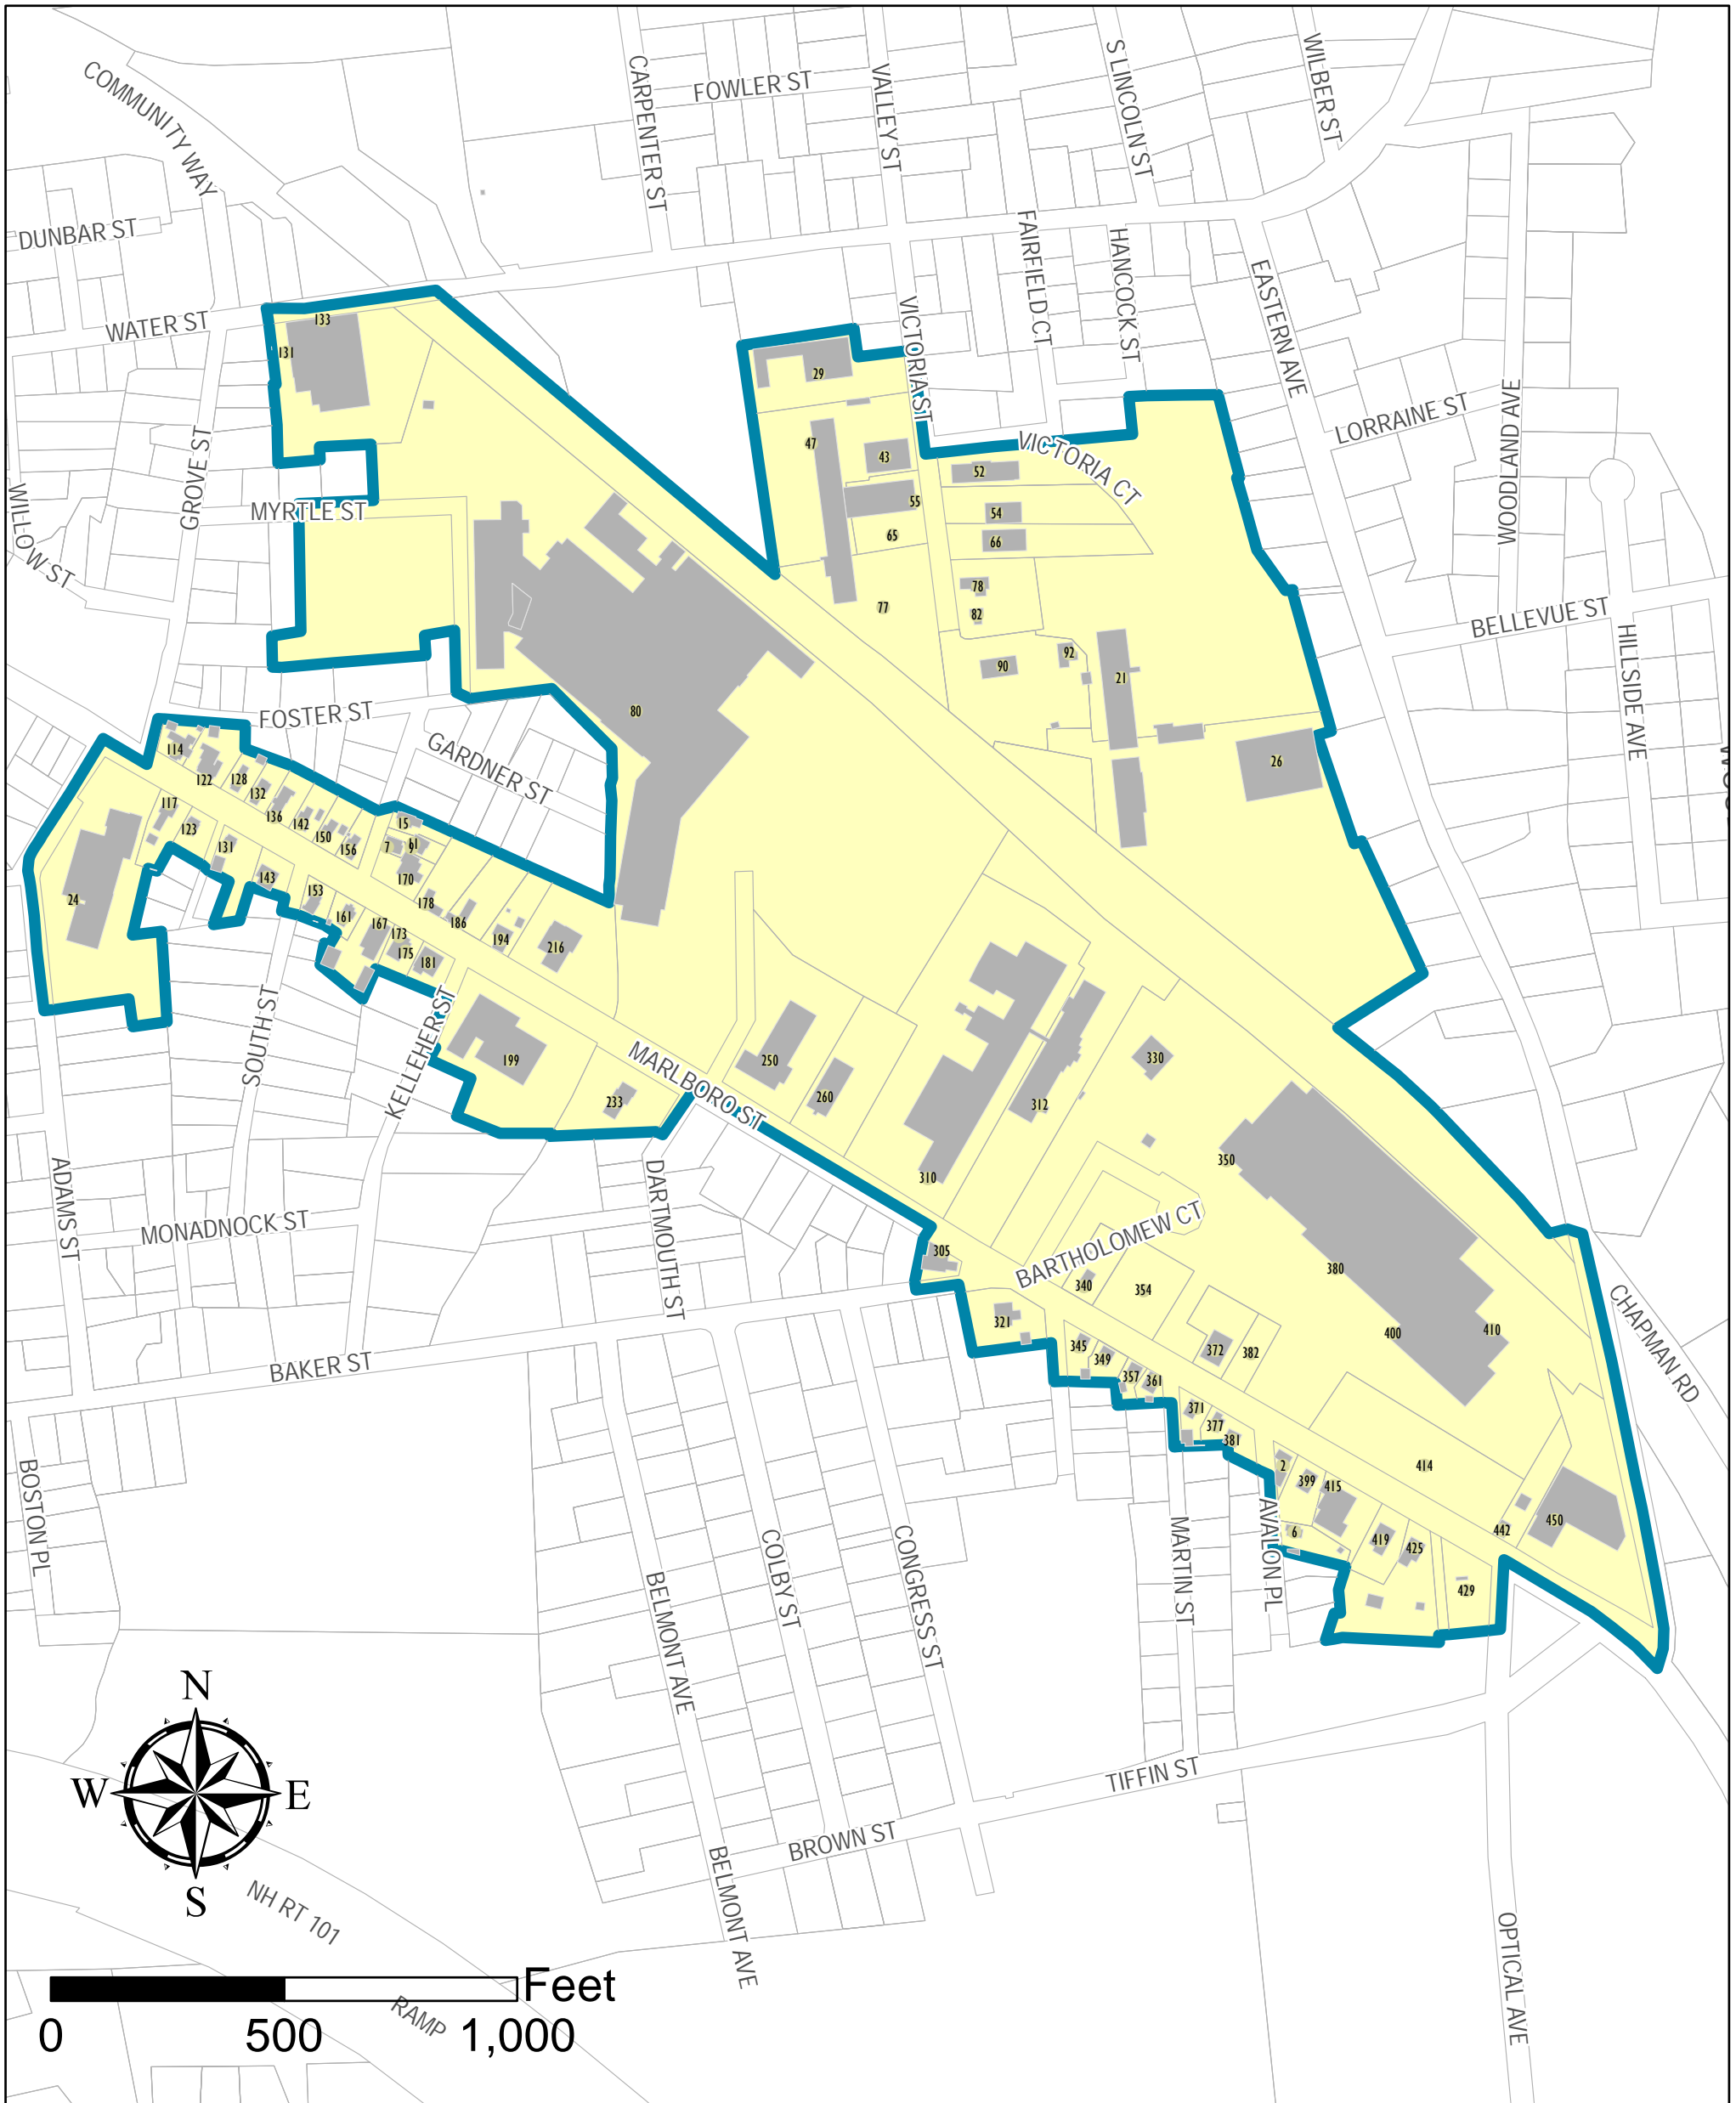 COMMUNITY WAY
CARPENTER ST
FOWLER ST
VALLEY ST
S LINCOLN ST
WILBER ST
DUNBAR ST
FAIRFIELD CT
HANCOCK ST
EASTERN AVE
WATER ST
133
131
VICTORIA ST
29
LORRAINE ST
WOODLAND AVE
GROVE ST
47
43
VICTORIA CT
52
WILLOW ST
MYRTLE ST
55
54
65
66
78
77
82
BELLEVUE ST
HILLSIDE AVE
92
90
21
FOSTER ST
80
114
GARDNER ST
26
122
128
132
136
142
150
156
117
123
131
143
15
7
9
11
170
24
153
161
178
186
167
173
175
181
194
216
SOUTH ST
KELLEHER ST
199
233
MARLBORO ST
250
260
330
312
310
350
ADAMS ST
MONADNOCK ST
DARTMOUTH ST
BARTHOLOMEW CT
305
340
354
380
321
400
410
CHAPMAN RD
345
349
357
361
372
382
BAKER ST
371
377
381
2
399
415
414
BOSTON PL
6
419
425
442
450
429
BELMONT AVE
COLBY ST
CONGRESS ST
MARTIN ST
AVALON PL
N
W
E
S
TIFFIN ST
BROWN ST
BELMONT AVE
NH RT 101
RAMP
OPTICAL AVE
Feet
0
500
1,000